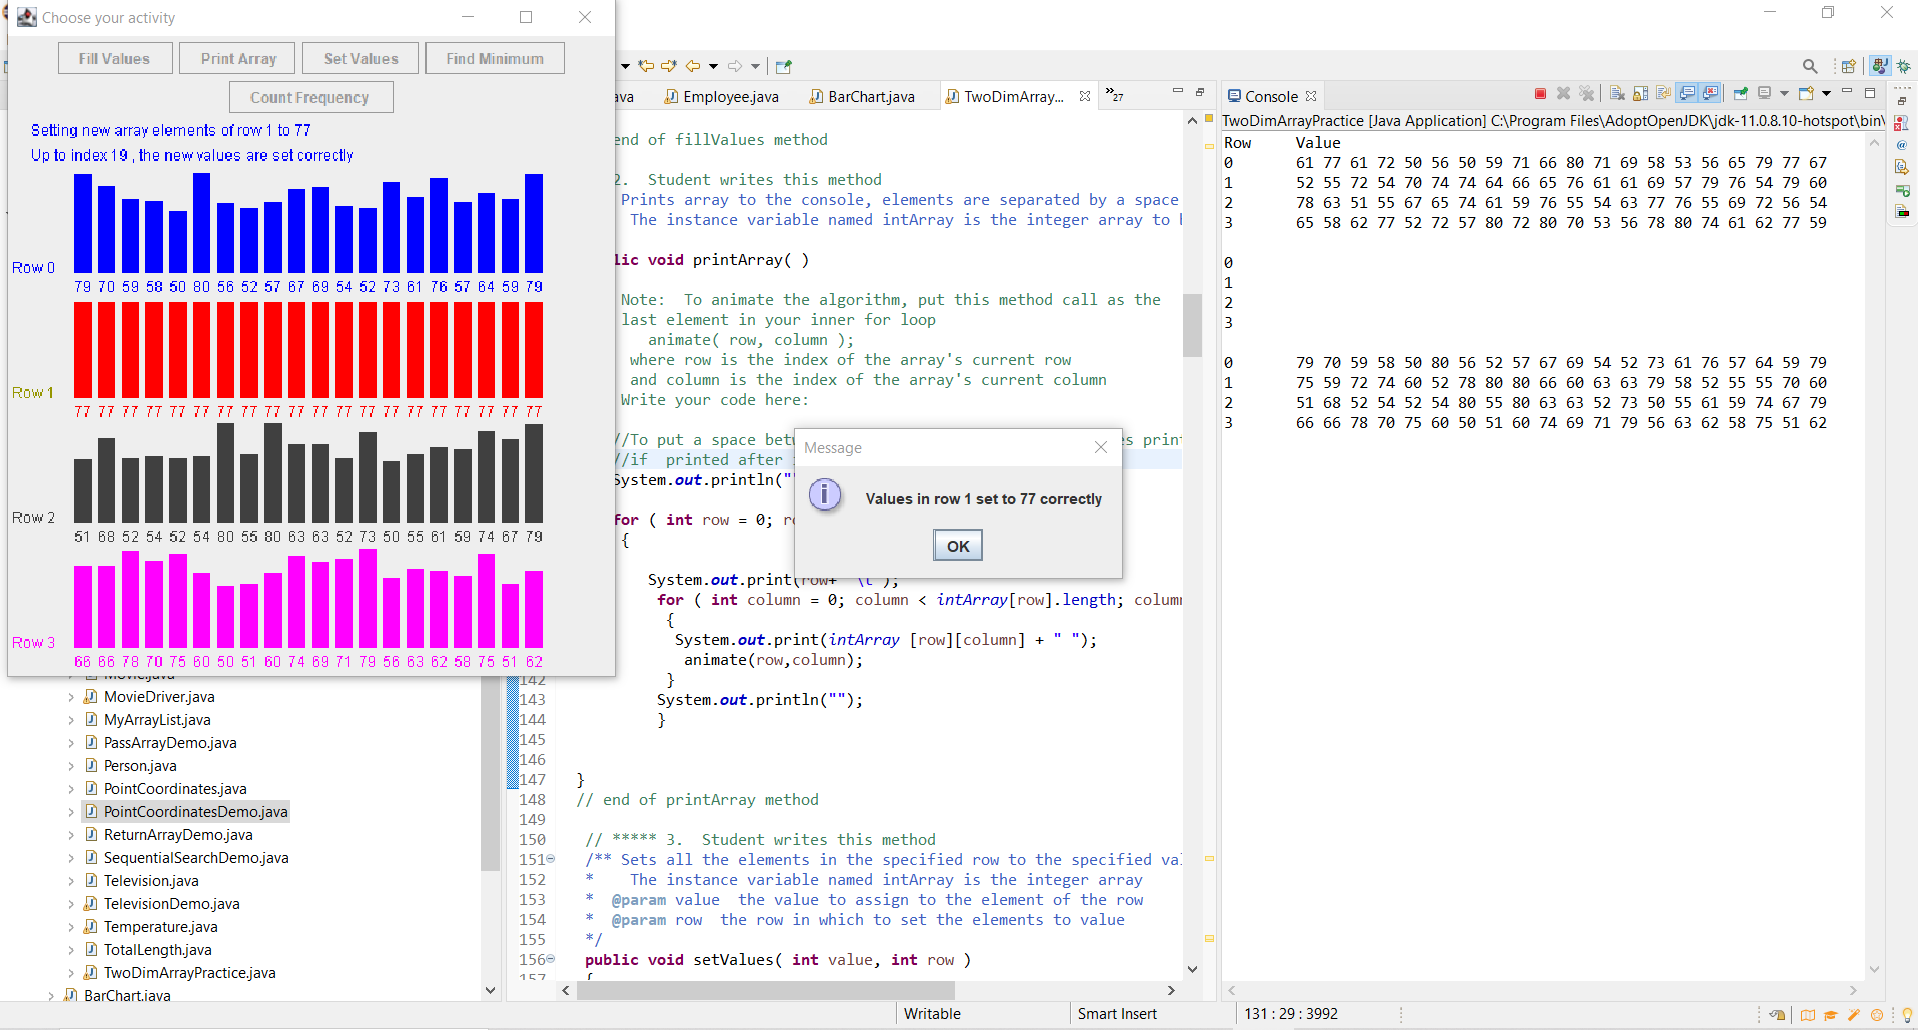 Choose your activity
Fill Values
Print Array
Set Values
Find Minimum
Count Frequency
Setting new array elements of row 1 to 77
Up to index 19 , the new values are set correctly
Row 0
79 70 59 58 50 80 56 52 57 67 69 54 52 73 61 76 57 64 59 79
Row 1
77 77 77 77 77 77 77 77 77 77 77 77 77 77 77 77 77 77 77 77
Row 2
51 68 52 54 52 54 80 55 80 63 63 52 73 50 55 61 59 74 67 79
Row 3
66 66 78 70 75 60 50 51 60 74 69 71 79 56 63 62 58 75 51 62
Movie.java
MovieDriver.java
MyArrayList.java
PassArrayDemo.java
Person.java
PointCoordinates.java
PointCoordinatesDemo.java
ReturnArrayDemo.java
SequentialSearchDemo.java
Television.java
TelevisionDemo.java
Temperature.java
TotalLength.java
TwoDimArrayPractice.java
BarChart.java
ava
Employee.java
BarChart.java
TwoDimArray...
»27
end of fillValues method
2.  Student writes this method
Prints array to the console, elements are separated by a space
The instance variable named intArray is the integer array to
lic void printArray( )
Note:  To animate the algorithm, put this method call as the
last element in your inner for loop
animate( row, column );
where row is the index of the array's current row
and column is the index of the array's current column
Write your code here:
//To put a space betw
es prin
//if  printed after
System.out.println("
for ( int row = 0;
{
System.out.print(row+
for ( int column = 0; column < intArray[row].length; colum
{
System.out.print(intArray [row][column] + " ");
animate(row,column);
142 }
143 System.out.println("");
144 }
145
146
147 }
148 // end of printArray method
149
150 // ***** 3.  Student writes this method
151 /** Sets all the elements in the specified row to the specified val
152 *    The instance variable named intArray is the integer array
153 *  @param value  the value to assign to the element of the row
154 *  @param row  the row in which to set the elements to value
155 */
156 public void setValues( int value, int row )
157 {
Message
Values in row 1 set to 77 correctly
OK
Console
TwoDimArrayPractice [Java Application] C:\Program Files\AdoptOpenJDK\jdk-11.0.8.10-hotspot\bin\
Row Value
0 61 77 61 72 50 56 50 59 71 66 80 71 69 58 53 56 65 79 77 67
1 52 55 72 54 70 74 74 64 66 65 76 61 61 69 57 79 76 54 79 60
2 78 63 51 55 67 65 74 61 59 76 55 54 63 77 76 55 69 72 56 54
3 65 58 62 77 52 72 57 80 72 80 70 53 56 78 80 74 61 62 77 59
0
1
2
3
0 79 70 59 58 50 80 56 52 57 67 69 54 52 73 61 76 57 64 59 79
1 75 59 72 74 60 52 78 80 80 66 60 63 63 79 58 52 55 55 70 60
2 51 68 52 54 52 54 80 55 80 63 63 52 73 50 55 61 59 74 67 79
3 66 66 78 70 75 60 50 51 60 74 69 71 79 56 63 62 58 75 51 62
Writable
Smart Insert
131 : 29 : 3992